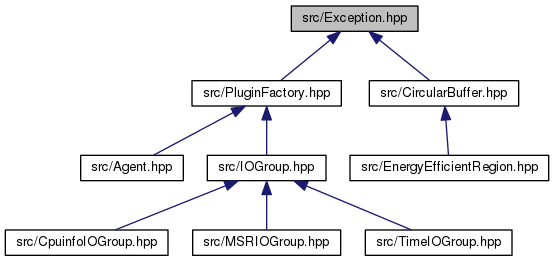 src/Exception.hpp
src/PluginFactory.hpp
src/CircularBuffer.hpp
src/Agent.hpp
src/IOGroup.hpp
src/EnergyEfficientRegion.hpp
src/CpuinfoIOGroup.hpp
src/MSRIOGroup.hpp
src/TimeIOGroup.hpp